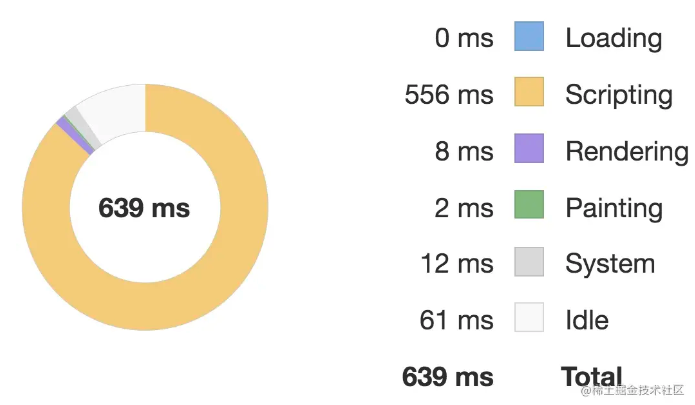 0 ms Loading
556 ms Scripting
8 ms Rendering
639 ms
2 ms Painting
12 ms System
61 ms Idle
639 ms Total
@稀土掘金技术社区